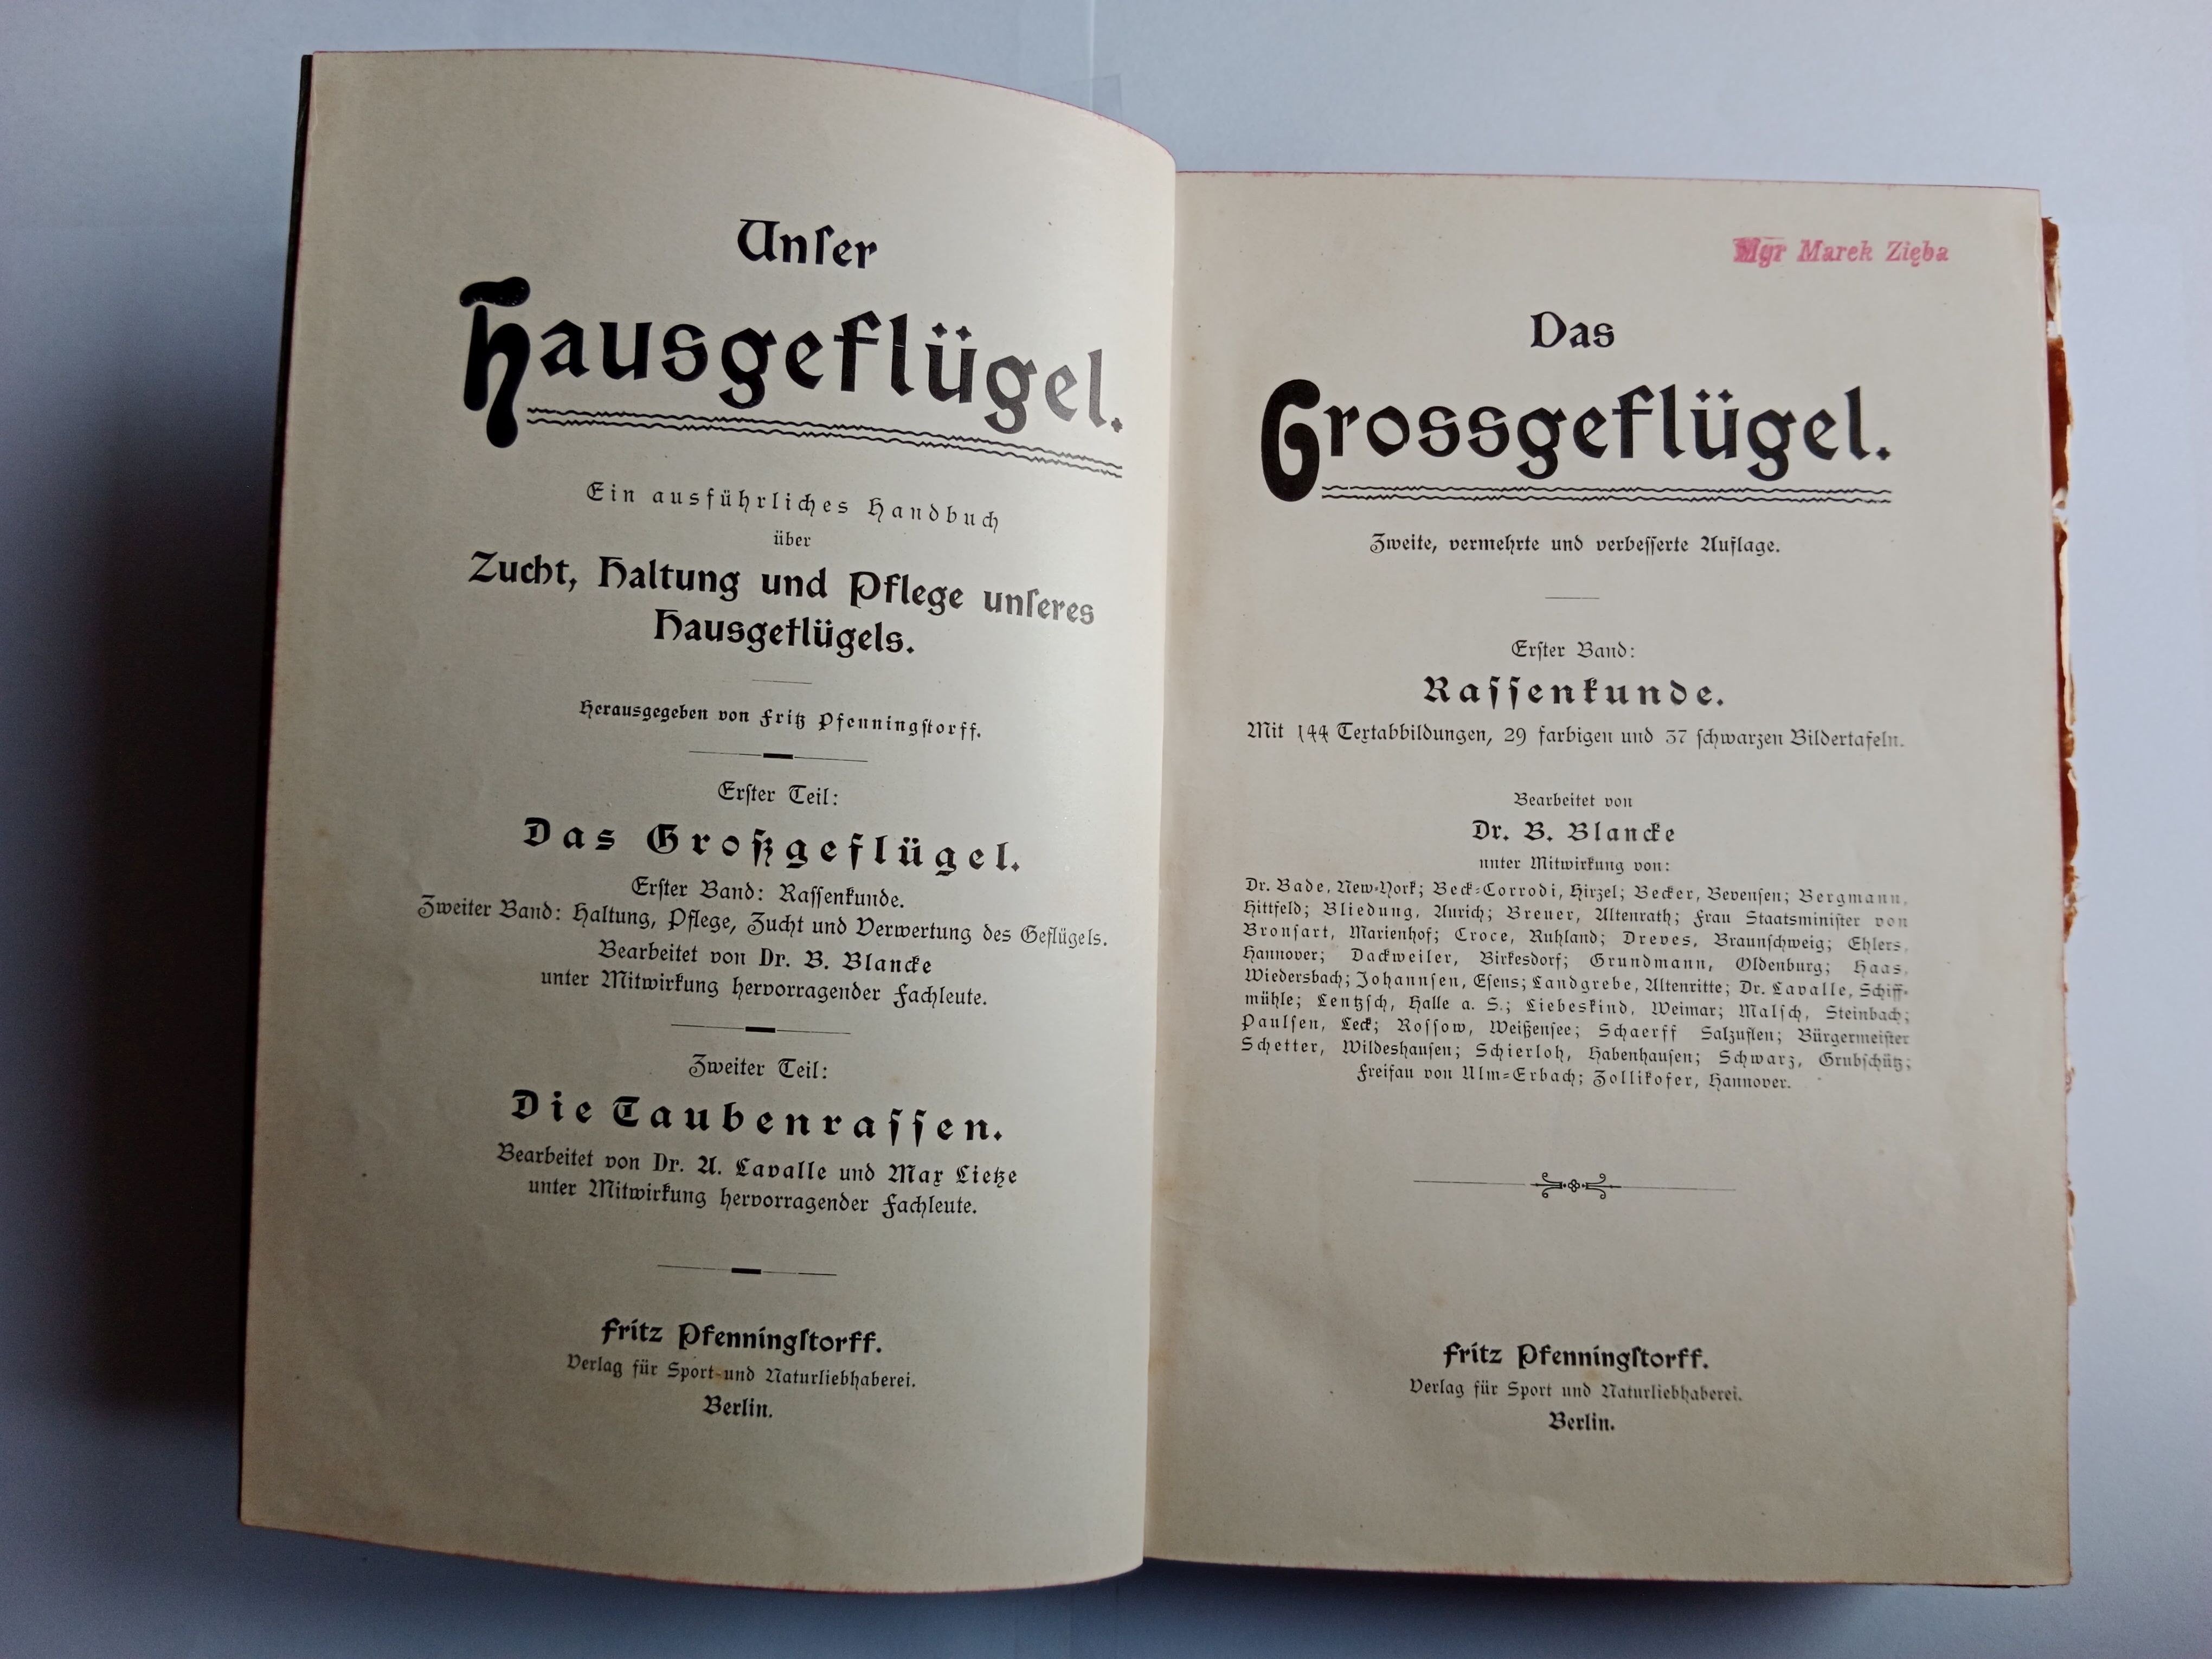 Unſer
Hausgeflügel.
Ein ausführliches Handbuch
über
Zucht, Haltung und Pflege unſeres
Hausgeflügels.
Herausgegeben von Fritz Pfenningſtorff.
Erſter Teil:
Das Großgeflügel.
Erſter Band: Raſſenkunde.
Zweiter Band: Haltung, Pflege, Zucht und Verwertung des Geflügels.
Bearbeitet von Dr. B. Blancke
unter Mitwirkung hervorragender Fachleute.
Zweiter Teil:
Die Taubenraſſen.
Bearbeitet von Dr. A. Lavalle und Max Lietze
unter Mitwirkung hervorragender Fachleute.
Fritz Pfenningſtorff.
Verlag für Sport und Naturliebhaberei.
Berlin.
Mgr Marek Zięba
Das
Grossgeflügel.
Zweite, vermehrte und verbeſſerte Auflage.
Erſter Band:
Raſſenkunde.
Mit 144 Textabbildungen, 29 farbigen und 37 ſchwarzen Bildertafeln.
Bearbeitet von
Dr. B. Blancke
unter Mitwirkung von:
Dr. Bade, New-York; Beck-Corrodi, Hirzel; Becker, Bevenſen; Bergmann,
Hittfeld; Bliedung, Aurich; Breuer, Altenrath; Frau Staatsminiſter von
Bronſart, Marienhof; Croce, Ruhland; Dreves, Braunſchweig; Ehlers,
Hannover; Dackweiler, Birkesdorf; Grundmann, Oldenburg; Haas,
Wiedersbach; Johannſen, Eſens; Landgrebe, Altenritte; Dr. Lavalle, Schiff-
mühle; Lentzſch, Halle a. S.; Liebeskind, Weimar; Malſch, Steinbach;
Paulſen, Leck; Roſſow, Weißenſee; Schaerff Salzuflen; Bürgermeiſter
Schetter, Wildeshauſen; Schierloh, Habenhauſen; Schwarz, Grubſchütz;
Freifau von Ulm-Erbach; Zollikofer, Hannover.
Fritz Pfenningſtorff.
Verlag für Sport und Naturliebhaberei.
Berlin.